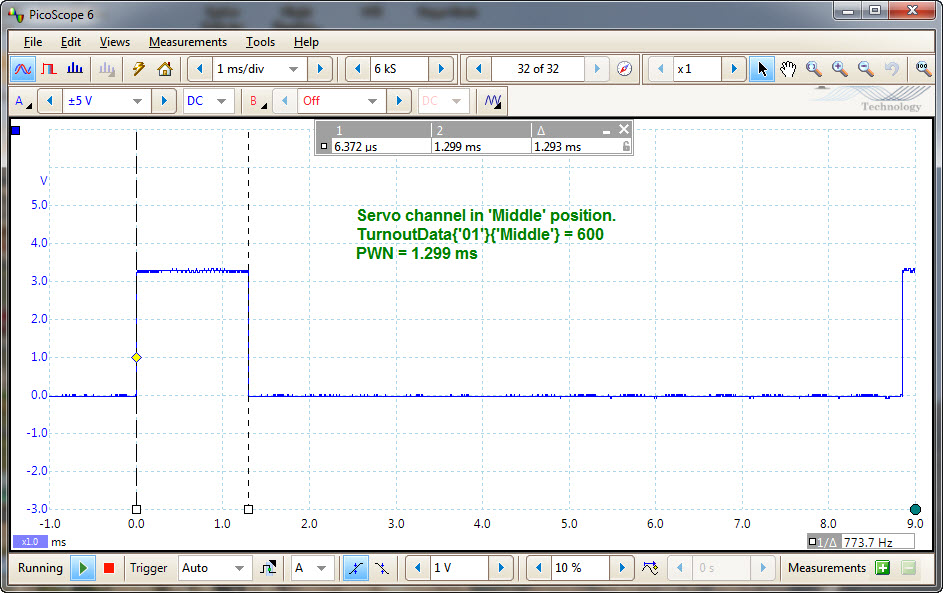 PicoScope 6
File Edit Views Measurements Tools Help
1 ms/div 6 kS 32 of 32 x1
A ±5 V DC B Off DC
Technology
1 2 Δ
6.372 µs 1.299 ms 1.293 ms
V
5.0
4.0
3.0
2.0
1.0
0.0
-1.0
-2.0
-3.0
Servo channel in 'Middle' position.
TurnoutData{'01'}{'Middle'} = 600
PWN = 1.299 ms
-1.0 0.0 1.0 2.0 3.0 4.0 5.0 6.0 7.0 8.0 9.0
x1.0 ms
1/Δ 773.7 Hz
Running Trigger Auto A 1 V 10 % 0 s Measurements